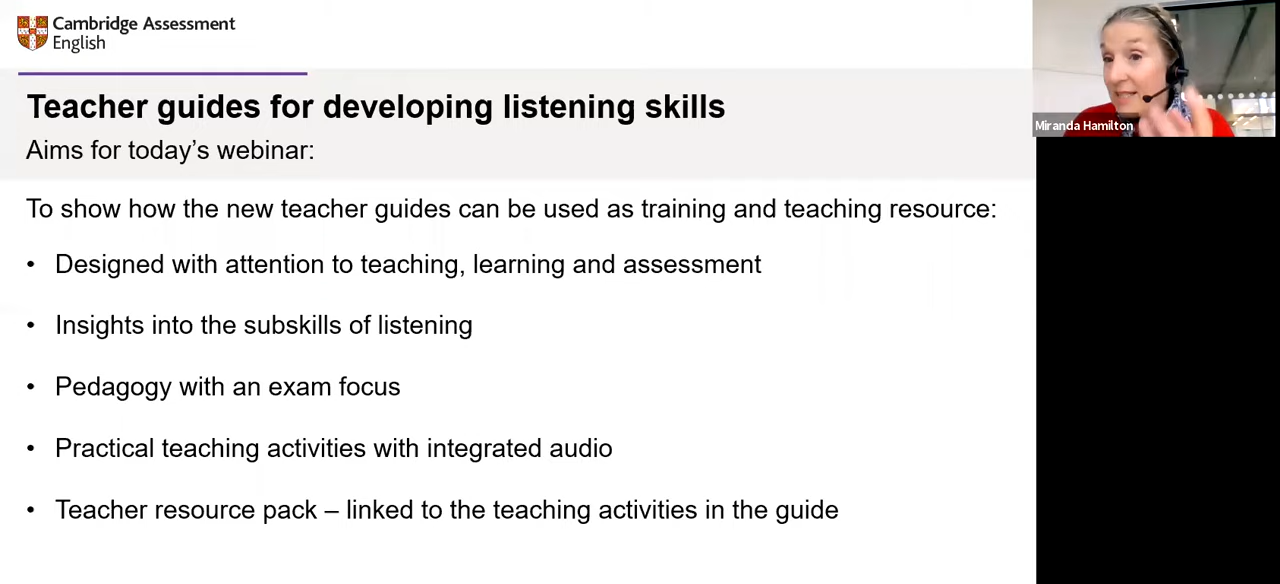 Cambridge Assessment
English
Teacher guides for developing listening skills
Aims for today’s webinar:
To show how the new teacher guides can be used as training and teaching resource:
• Designed with attention to teaching, learning and assessment
• Insights into the subskills of listening
• Pedagogy with an exam focus
• Practical teaching activities with integrated audio
• Teacher resource pack – linked to the teaching activities in the guide
Miranda Hamilton